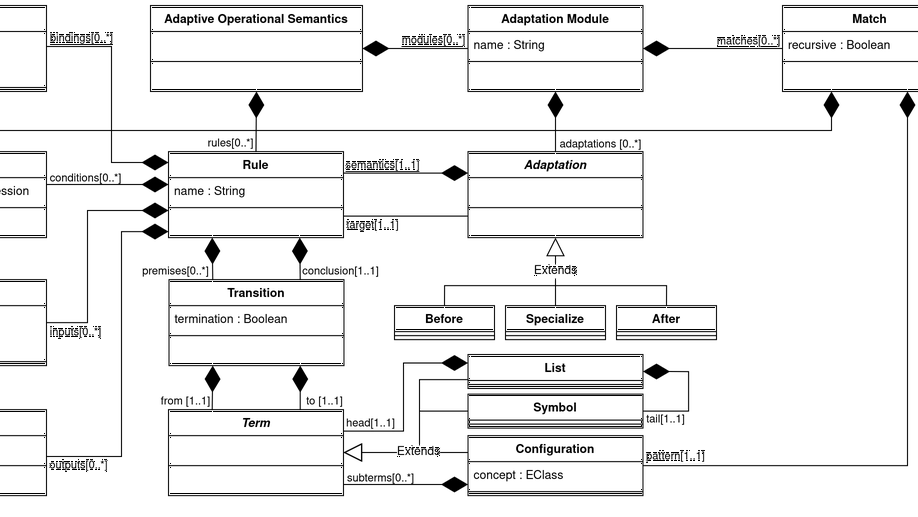 Adaptive Operational Semantics
Adaptation Module
Match
bindings[0..*]
modules[0..*]
name : String
matches[0..*]
recursive : Boolean
rules[0..*]
adaptations [0..*]
Rule
semantics[1..1]
Adaptation
conditions[0..*]
ession
name : String
target[1..1]
premises[0..*]
conclusion[1..1]
Extends
Transition
termination : Boolean
Before
Specialize
After
inputs[0..*]
List
from [1..1]
to [1..1]
Symbol
Term
head[1..1]
tail[1..1]
Extends
Configuration
pattern[1..1]
outputs[0..*]
subterms[0..*]
concept : EClass